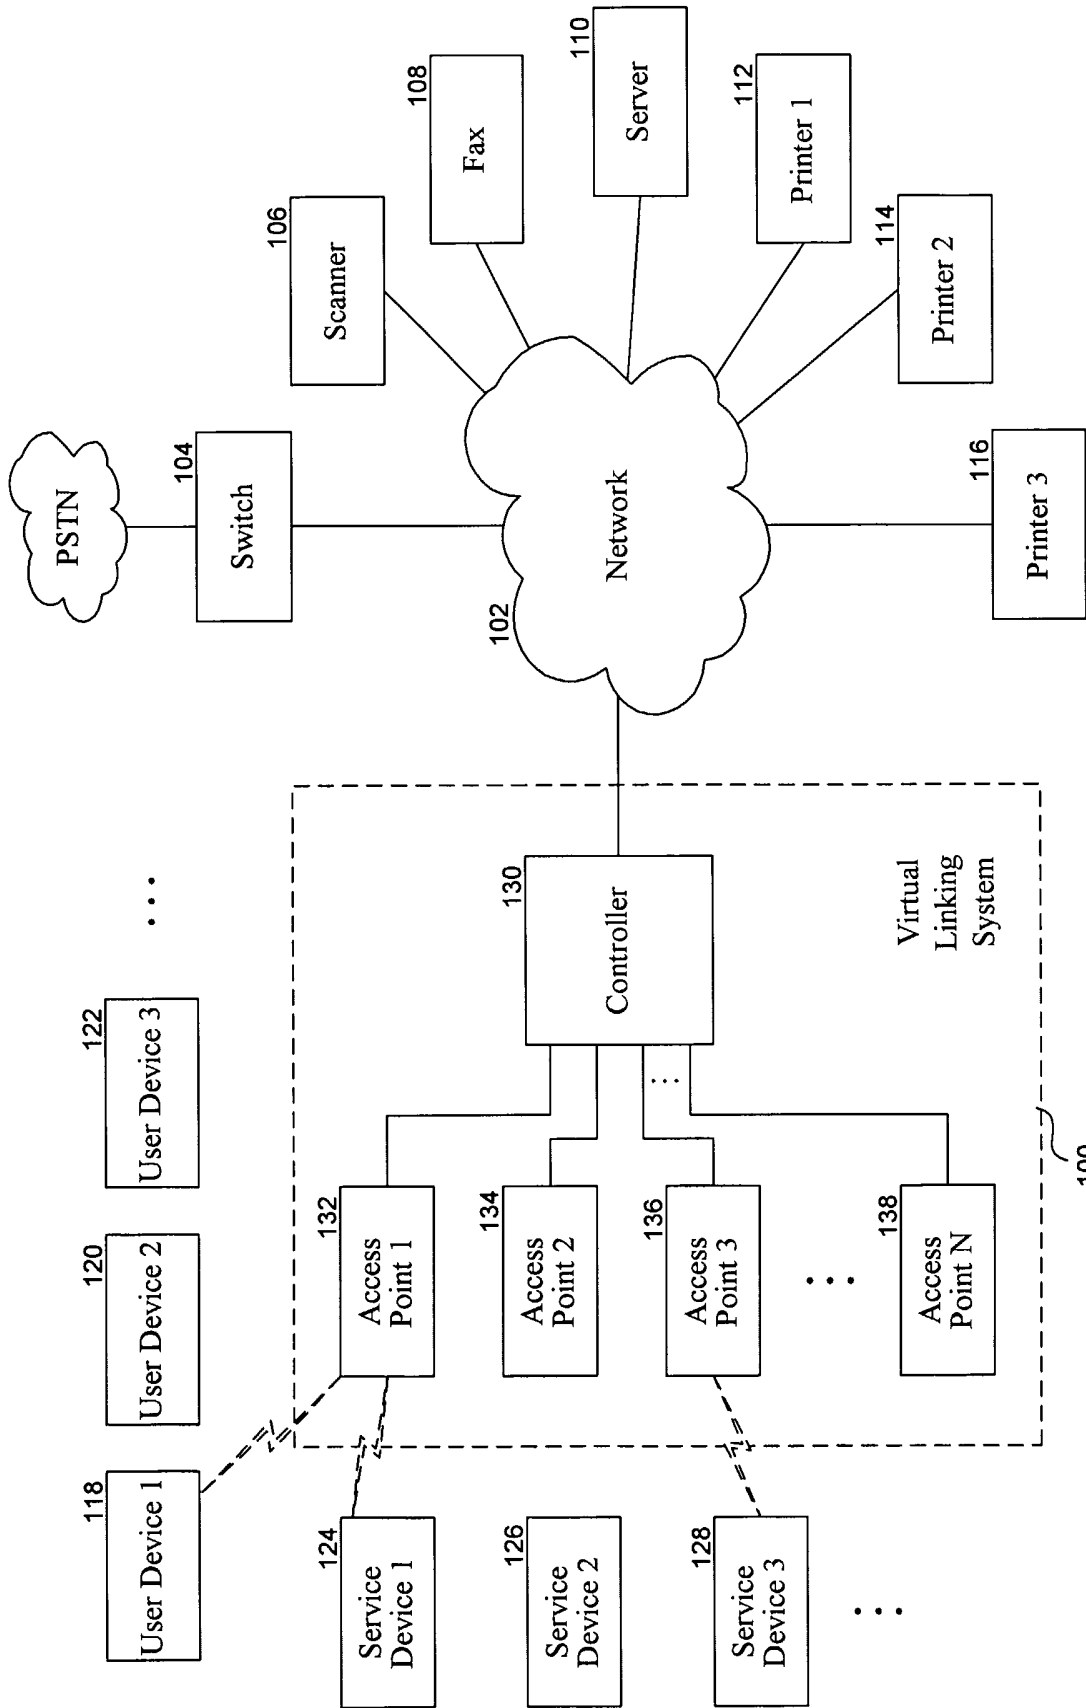 PSTN
118
User Device 1
120
User Device 2
122
User Device 3
...
104
Switch
106
Scanner
108
Fax
110
Server
112
Printer 1
114
Printer 2
116
Printer 3
102
Network
124
Service
Device 1
126
Service
Device 2
128
Service
Device 3
...
132
Access
Point 1
134
Access
Point 2
136
Access
Point 3
...
138
Access
Point N
130
Controller
...
Virtual
Linking
System
100